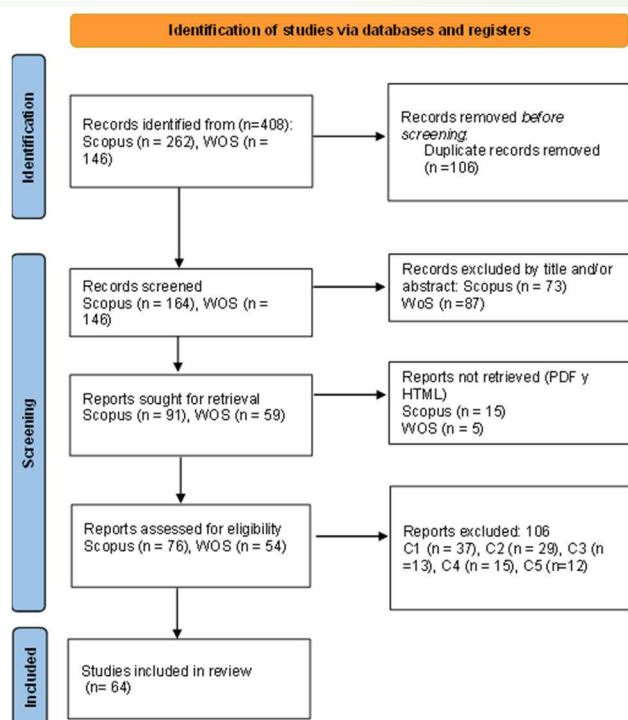 Identification of studies via databases and registers
Identification
Records identified from (n=408):
Scopus (n = 262), WOS (n =
146)
Records removed before
screening:
Duplicate records removed
(n =106)
Screening
Records screened
Scopus (n = 164), WOS (n =
146)
Records excluded by title and/or
abstract: Scopus (n = 73)
WoS (n =87)
Reports sought for retrieval
Scopus (n = 91), WOS (n = 59)
Reports not retrieved (PDF y
HTML)
Scopus (n = 15)
WOS (n = 5)
Reports assessed for eligibility
Scopus (n = 76), WOS (n = 54)
Reports excluded: 106
C1 (n = 37), C2 (n = 29), C3 (n
=13), C4 (n = 15), C5 (n=12)
Included
Studies included in review
(n= 64)